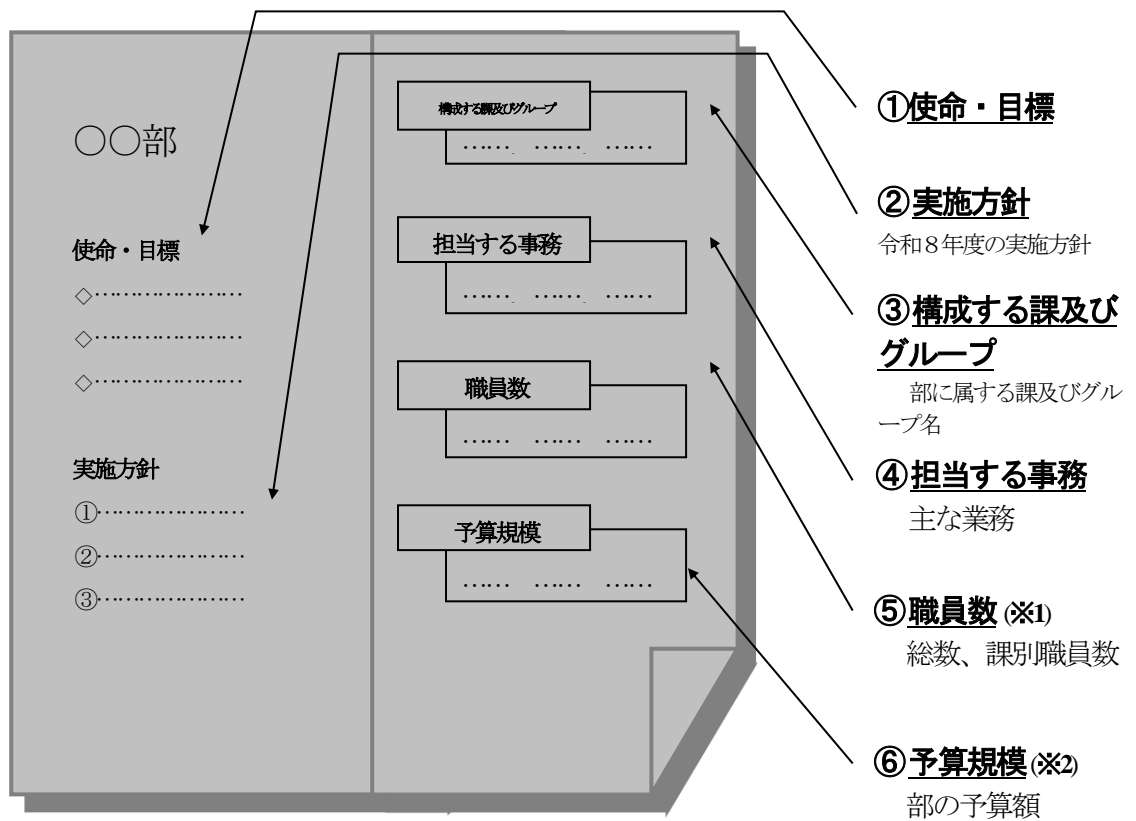 〇〇部
使命・目標
◇…………………
◇…………………
◇…………………
実施方針
①…………………
②…………………
③…………………
構成する課及びグループ
…… …… ……
担当する事務
…… …… ……
職員数
…… …… ……
予算規模
…… …… ……
①使命・目標
②実施方針
令和8年度の実施方針
③構成する課及び
グループ
部に属する課及びグル
ープ名
④担当する事務
主な業務
⑤職員数(※1)
総数、課別職員数
⑥予算規模(※2)
部の予算額